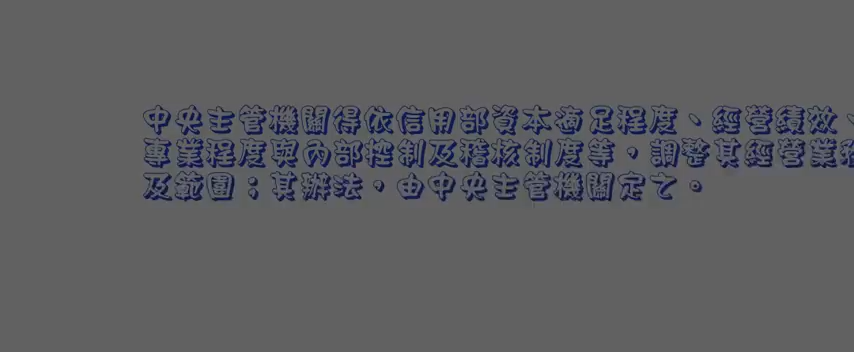 中央主管機關得依信用部資本適足程度、經營績效、
專業程度與內部控制及稽核制度等，調整其經營業務
及範圍；其辦法，由中央主管機關定之。